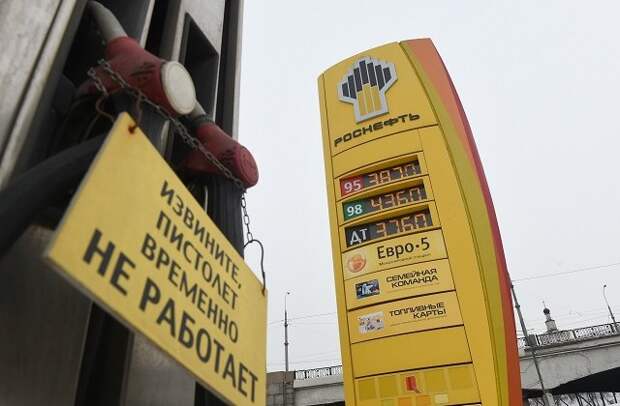 ИЗВИНИТЕ,
ПИСТОЛЕТ
ВРЕМЕННО
НЕ РАБОТАЕТ
РОСНЕФТЬ
95 38.70
98 43.60
ДТ 37.60
Евро·5
СЕМЕЙНАЯ
КОМАНДА
ТОПЛИВНЫЕ
КАРТЫ